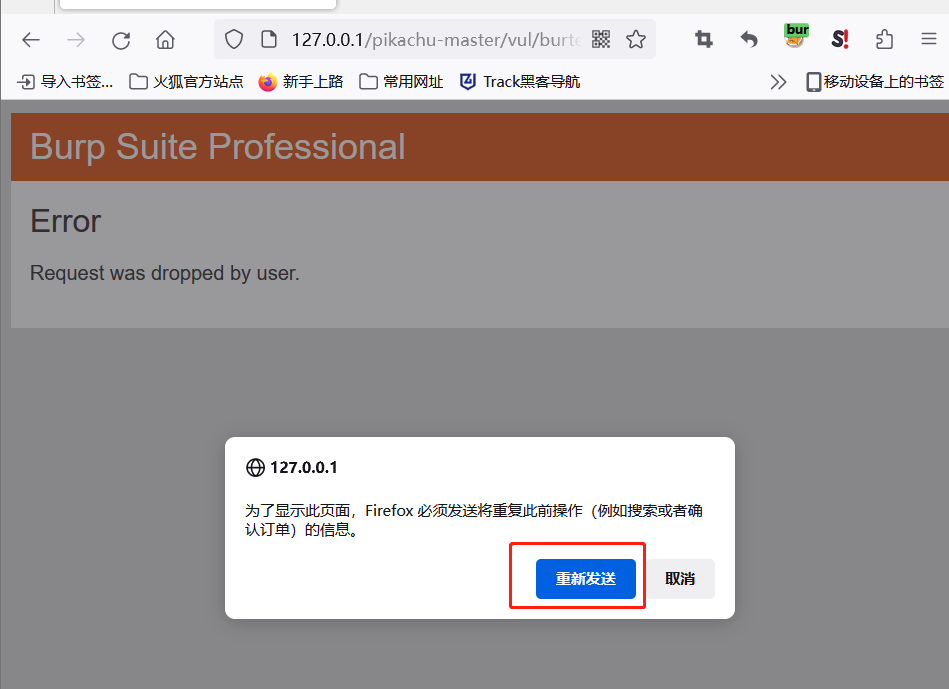 127.0.0.1/pikachu-master/vul/burte
bur
S!
导入书签...
火狐官方站点
新手上路
常用网址
Track黑客导航
移动设备上的书签
Burp Suite Professional
Error
Request was dropped by user.
127.0.0.1
为了显示此页面，Firefox 必须发送将重复此前操作（例如搜索或者确
认订单）的信息。
重新发送
取消